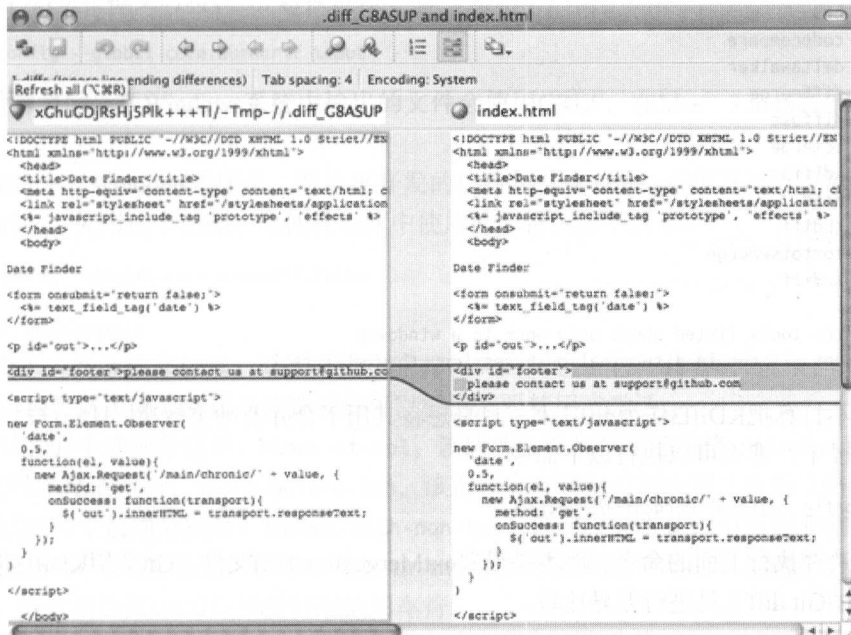 .diff_G8ASUP and index.html
ending differences) Tab spacing: 4 Encoding: System
Refresh all (⌥⌘R)
xGhuGDjRsHj5Plk+++TI/-Tmp-//.diff_G8ASUP
<!DOCTYPE html PUBLIC "-//W3C//DTD XHTML 1.0 Strict//EN
<html xmlns="http://www.w3.org/1999/xhtml">
<head>
<title>Date Finder</title>
<meta http-equiv="content-type" content="text/html; c
<link rel="stylesheet" href="/stylesheets/application
<%= javascript_include_tag 'prototype', 'effects' %>
</head>
<body>
Date Finder
<form onsubmit="return false;">
<%= text_field_tag('date') %>
</form>
<p id="out">...</p>
<div id="footer">please contact us at support@github.co
<script type="text/javascript">
new Form.Element.Observer(
'date',
0.5,
function(el, value){
new Ajax.Request('/main/chronic/' + value, {
method: 'get',
onSuccess: function(transport){
$('out').innerHTML = transport.responseText;
}
});
}
)
</script>
</body>
index.html
<!DOCTYPE html PUBLIC "-//W3C//DTD XHTML 1.0 Strict//EX
<html xmlns="http://www.w3.org/1999/xhtml">
<head>
<title>Date Finder</title>
<meta http-equiv="content-type" content="text/html; c
<link rel="stylesheet" href="/stylesheets/application
<%= javascript_include_tag 'prototype', 'effects' %>
</head>
<body>
Date Finder
<form onsubmit="return false;">
<%= text_field_tag('date') %>
</form>
<p id="out">...</p>
<div id="footer">
please contact us at support@github.com
</div>
<script type="text/javascript">
new Form.Element.Observer(
'date',
0.5,
function(el, value){
new Ajax.Request('/main/chronic/' + value, {
method: 'get',
onSuccess: function(transport){
$('out').innerHTML = transport.responseText;
}
});
}
)
</script>